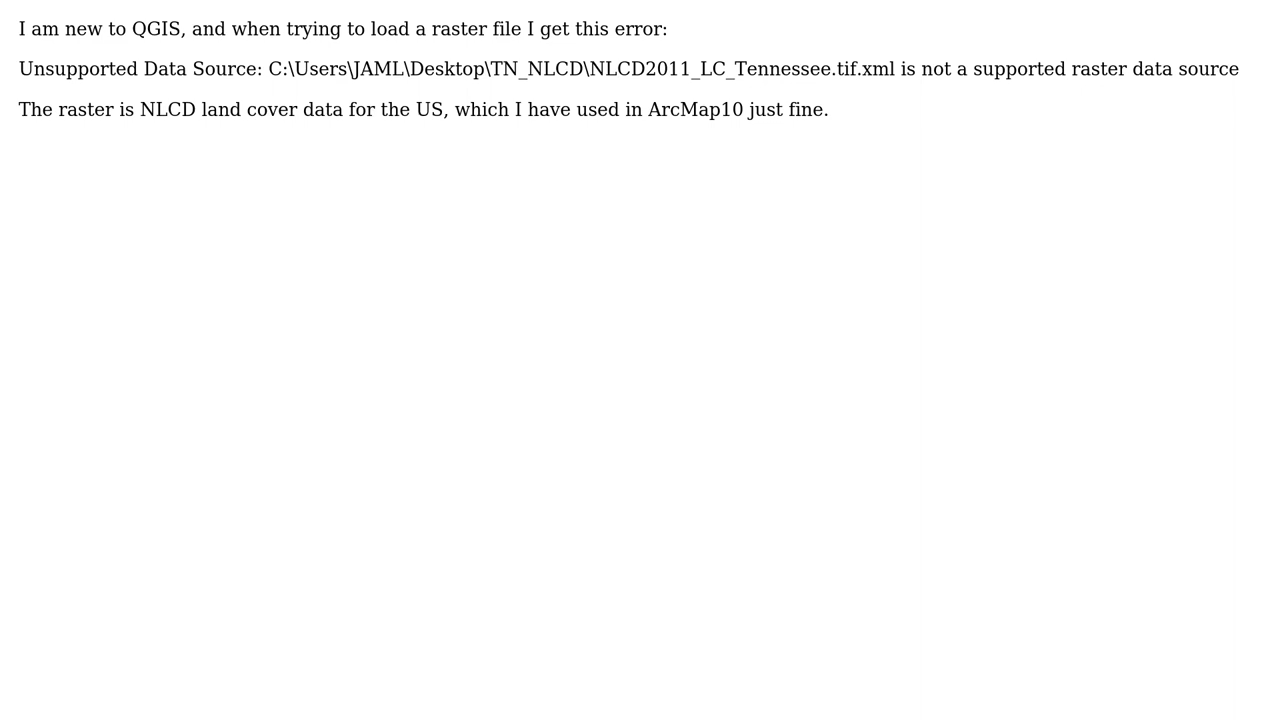 I am new to QGIS, and when trying to load a raster file I get this error:
Unsupported Data Source: C:\Users\JAML\Desktop\TN_NLCD\NLCD2011_LC_Tennessee.tif.xml is not a supported raster data source
The raster is NLCD land cover data for the US, which I have used in ArcMap10 just fine.